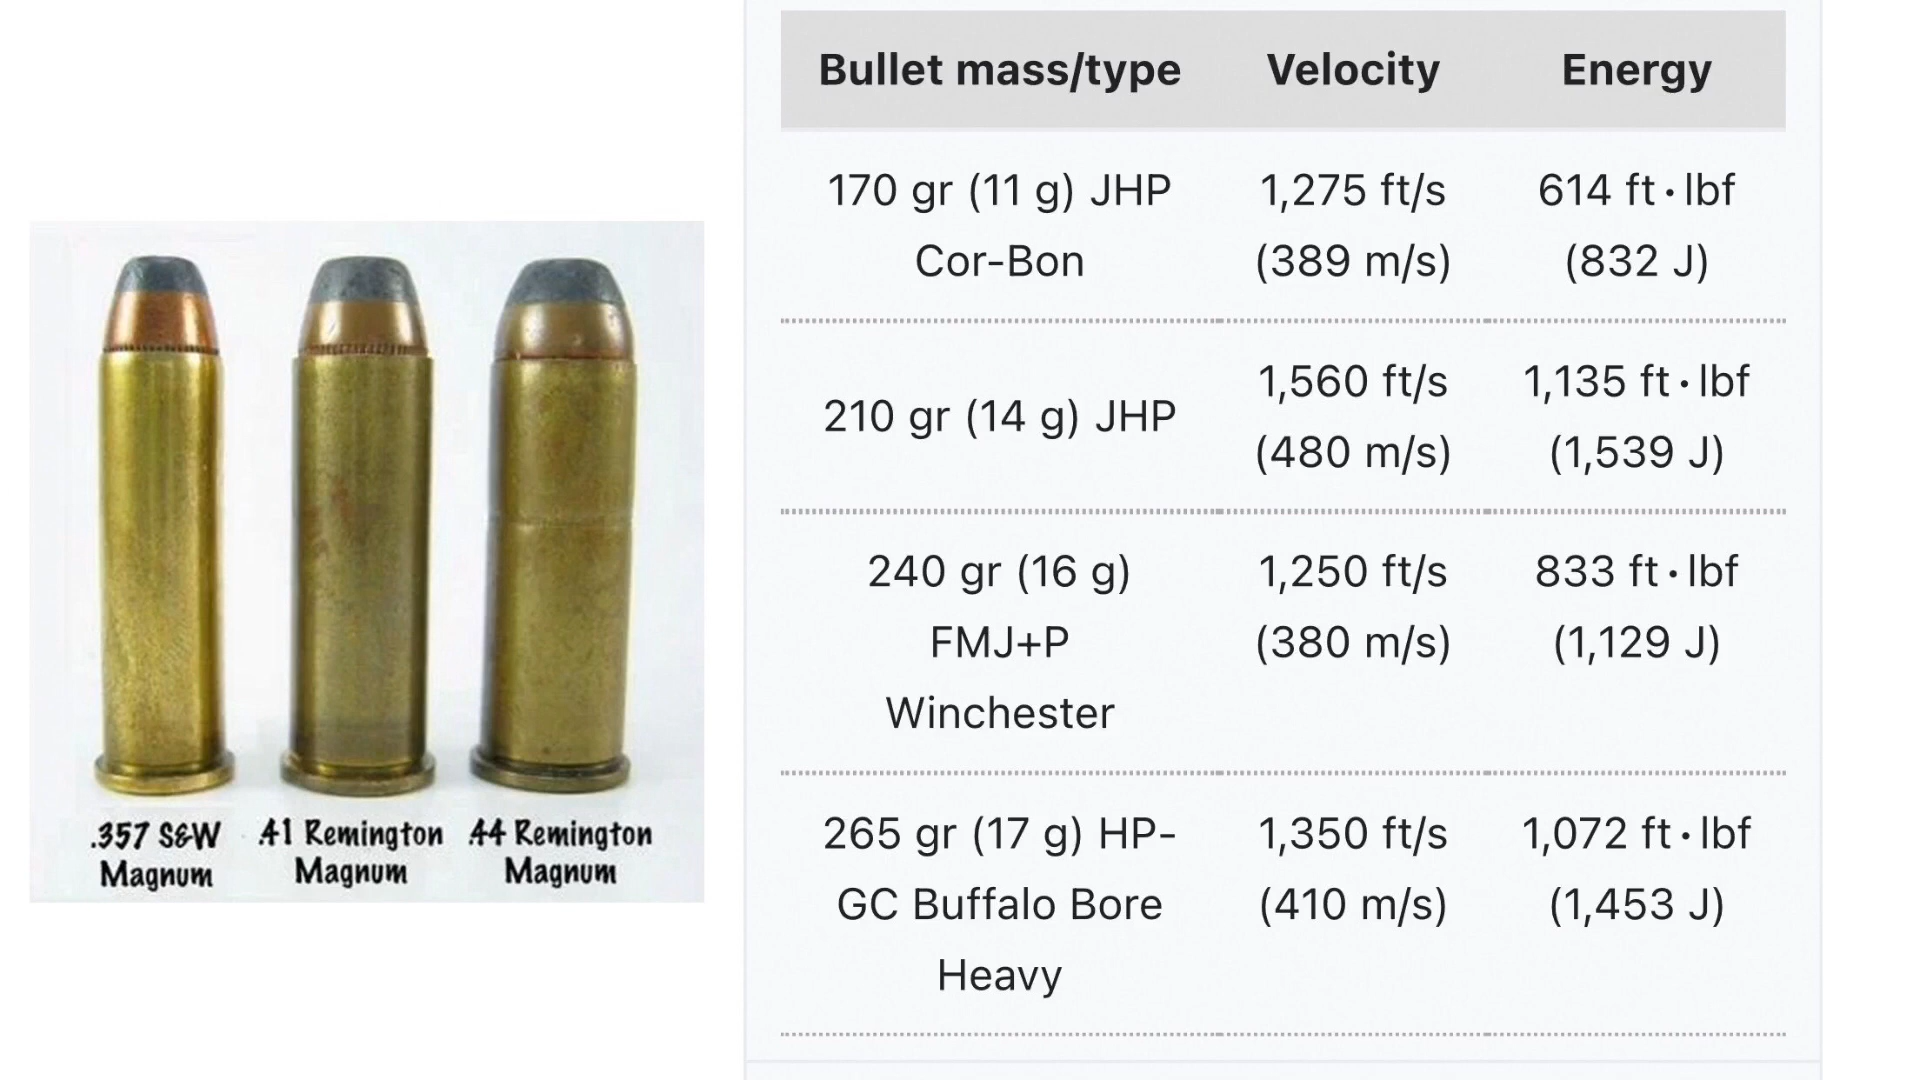 .357 S&W
Magnum
.41 Remington
Magnum
.44 Remington
Magnum
Bullet mass/type Velocity Energy
170 gr (11 g) JHP
Cor-Bon
1,275 ft/s
(389 m/s)
614 ft⋅lbf
(832 J)
210 gr (14 g) JHP
1,560 ft/s
(480 m/s)
1,135 ft⋅lbf
(1,539 J)
240 gr (16 g)
FMJ+P
Winchester
1,250 ft/s
(380 m/s)
833 ft⋅lbf
(1,129 J)
265 gr (17 g) HP-
GC Buffalo Bore
Heavy
1,350 ft/s
(410 m/s)
1,072 ft⋅lbf
(1,453 J)